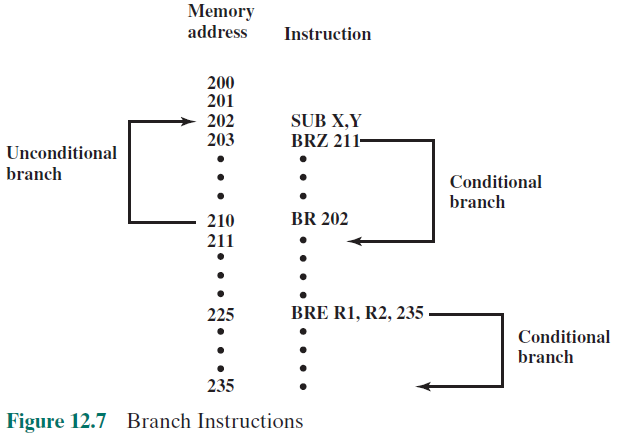 Memory address Instruction
200
201
202 SUB X,Y
203 BRZ 211
Unconditional branch
Conditional branch
210 BR 202
211
225 BRE R1, R2, 235
Conditional branch
235
Figure 12.7 Branch Instructions